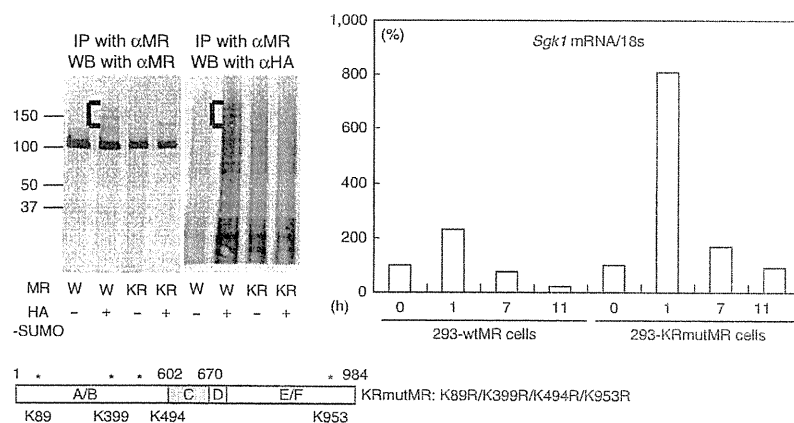 IP with αMR IP with αMR
WB with αMR WB with αHA
150
100
50
37
MR W W KR KR W W KR KR
HA - + - + - + - +
-SUMO
1,000 (%)
800
600
400
200
0
Sgk1 mRNA/18s
(h) 0 1 7 11 0 1 7 11
293-wtMR cells 293-KRmutMR cells
1 * * * 602 670 * 984
A/B C D E/F KRmutMR: K89R/K399R/K494R/K953R
K89 K399 K494 K953